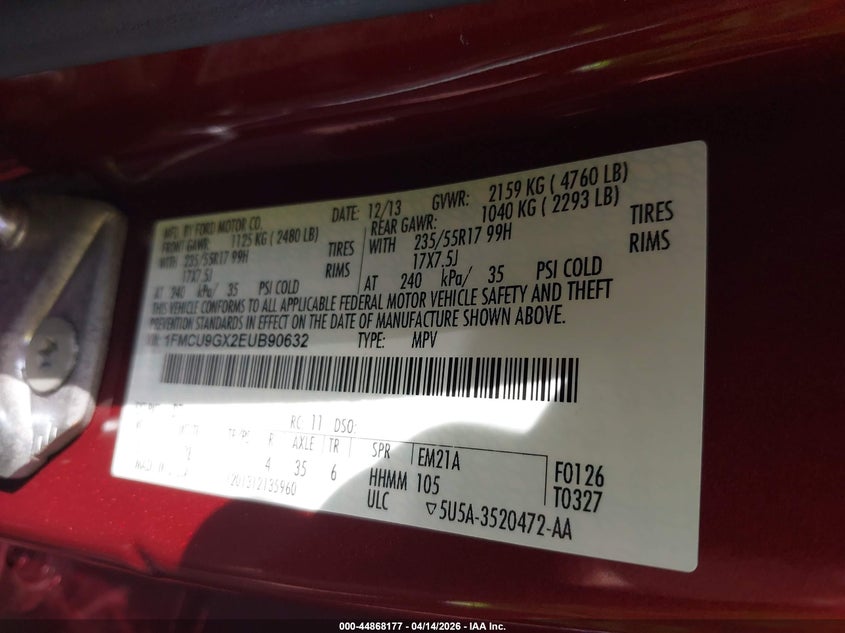 MFD. BY FORD MOTOR CO.
DATE: 12/13 GVWR: 2159 KG ( 4760 LB)
FRONT GAWR: 1125 KG ( 2480 LB)
REAR GAWR: 1040 KG ( 2293 LB)
WITH 235/55R17 99H TIRES
WITH 235/55R17 99H TIRES
17X7.5J RIMS
17X7.5J RIMS
AT 240 kPa/ 35 PSI COLD
AT 240 kPa/ 35 PSI COLD
THIS VEHICLE CONFORMS TO ALL APPLICABLE FEDERAL MOTOR VEHICLE SAFETY AND THEFT
PREVENTION STANDARDS IN EFFECT ON THE DATE OF MANUFACTURE SHOWN ABOVE.
VIN: 1FMCU9GX2EUB90632 TYPE: MPV
RC: 11 DSO:
R AXLE TR SPR EM21A
4 35 6 HHMM 105 F0126
ULC ▽5U5A-3520472-AA T0327
000-44868177 - 04/14/2026 - IAA Inc.